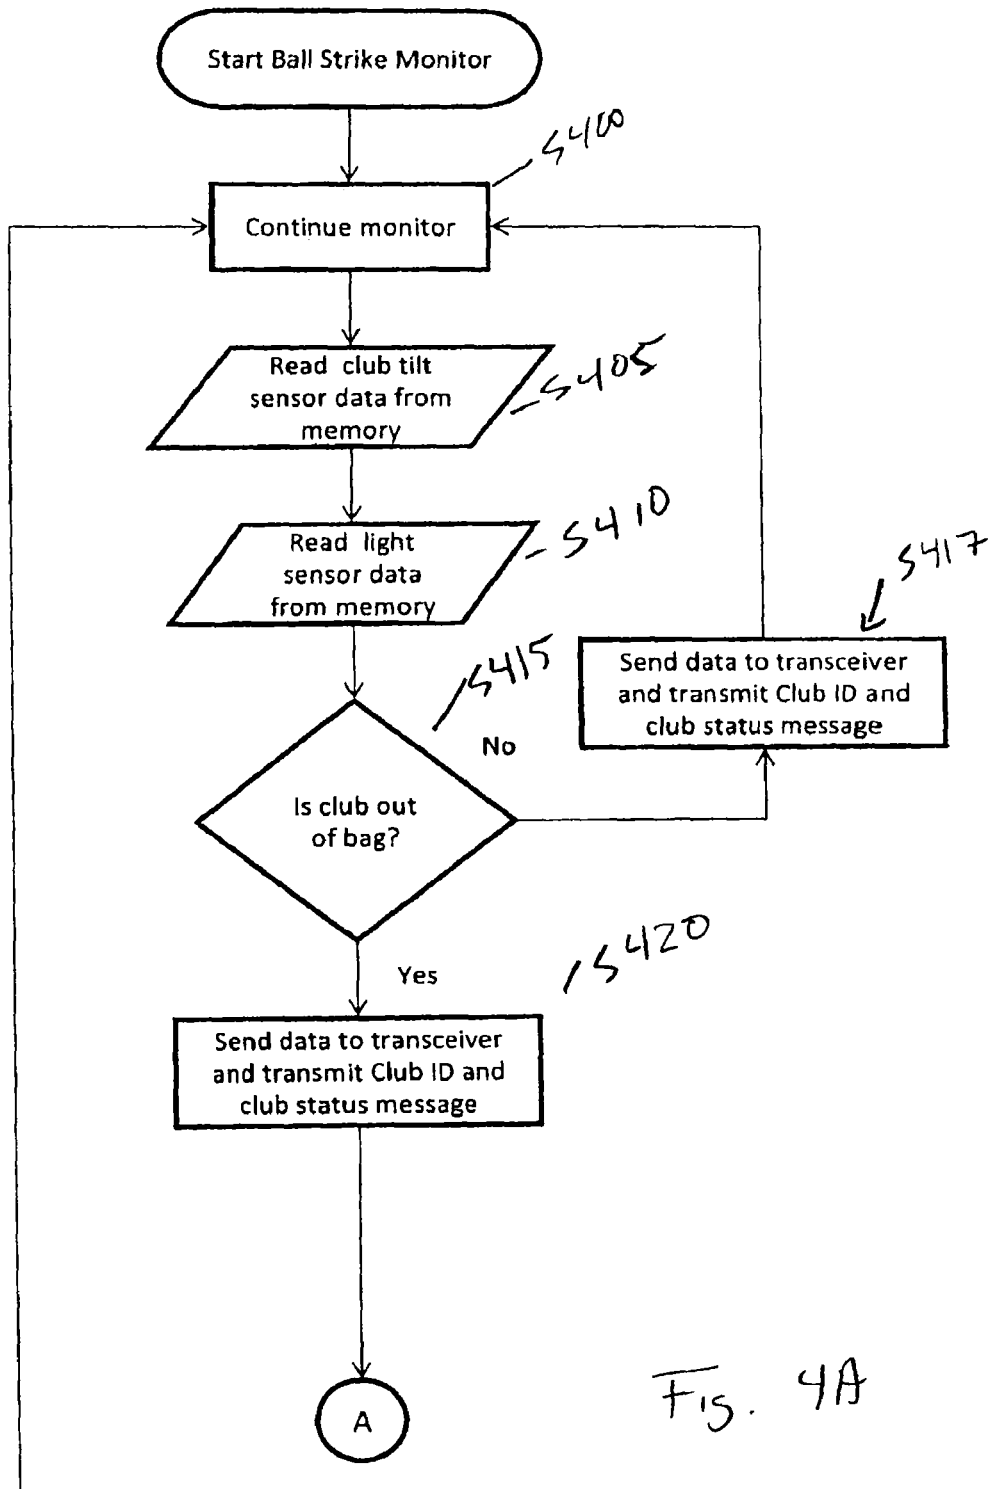 Start Ball Strike Monitor
S400
Continue monitor
Read club tilt
sensor data from
memory
S405
Read light
sensor data
from memory
S410
S417
Send data to transceiver
and transmit Club ID and
club status message
S415
No
Is club out
of bag?
Yes
S420
Send data to transceiver
and transmit Club ID and
club status message
A
Fig. 4A